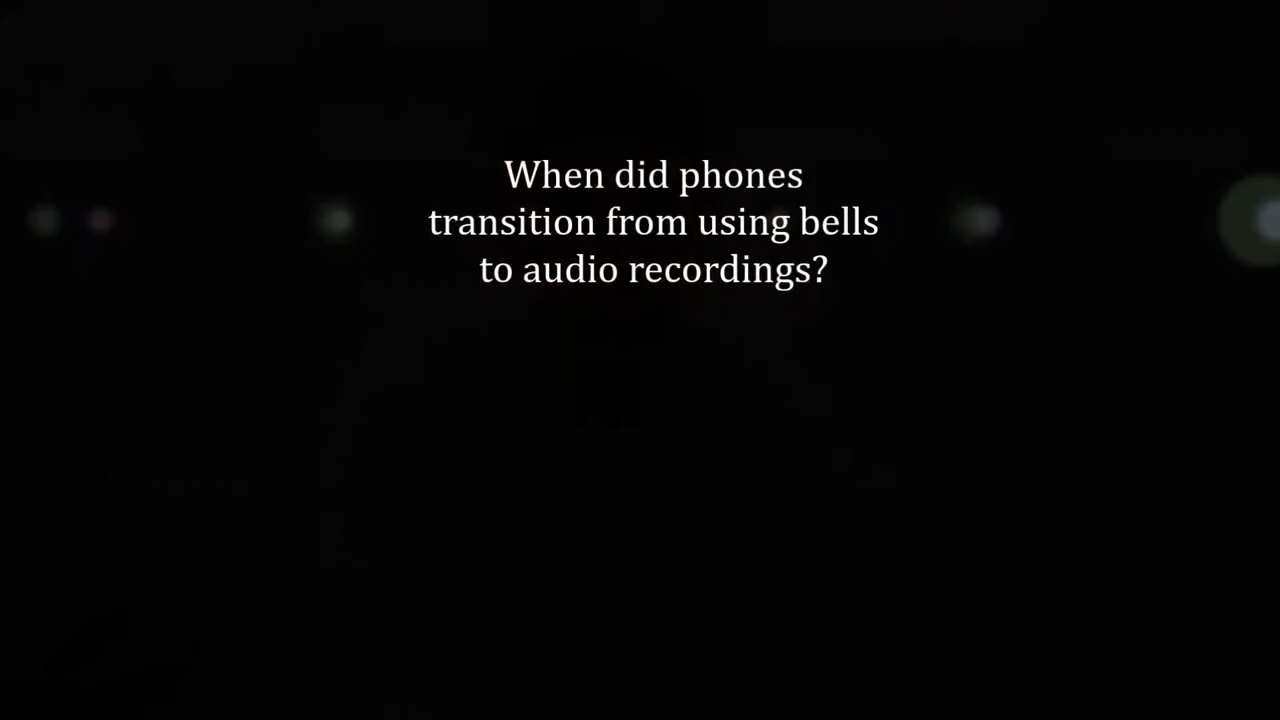 When did phones
transition from using bells
to audio recordings?